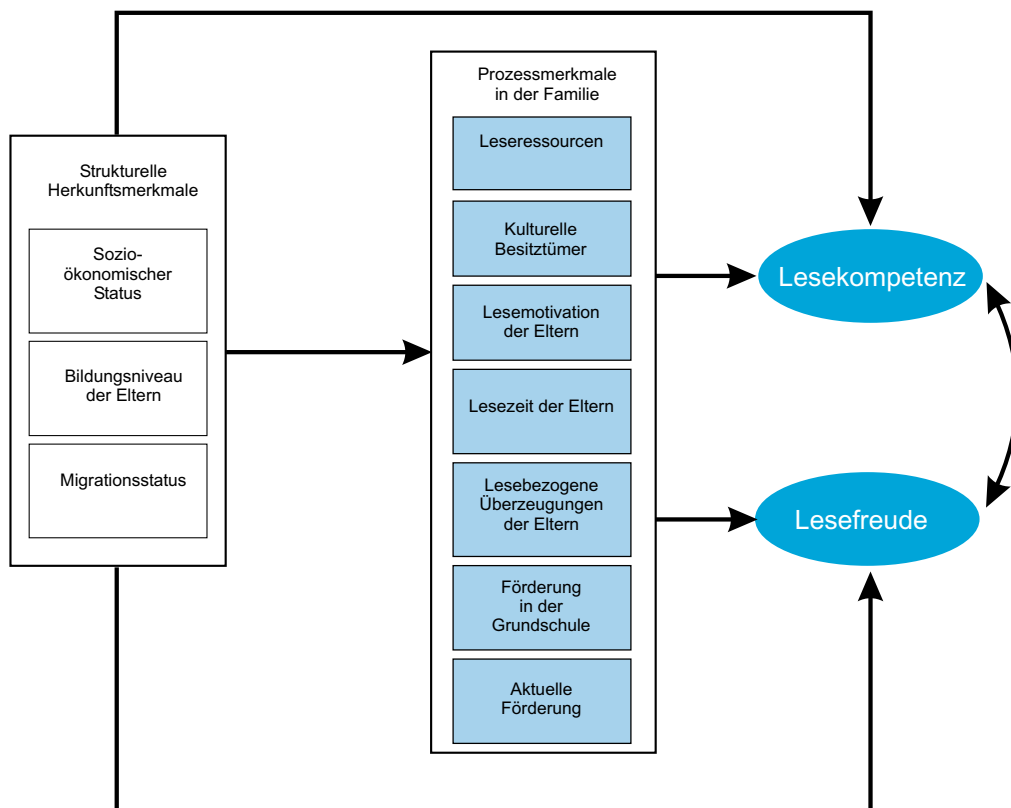 Strukturelle
Herkunftsmerkmale
Sozio-
ökonomischer
Status
Bildungsniveau
der Eltern
Migrationsstatus
Prozessmerkmale
in der Familie
Leseressourcen
Kulturelle
Besitztümer
Lesemotivation
der Eltern
Lesezeit der Eltern
Lesebezogene
Überzeugungen
der Eltern
Förderung
in der
Grundschule
Aktuelle
Förderung
Lesekompetenz
Lesefreude